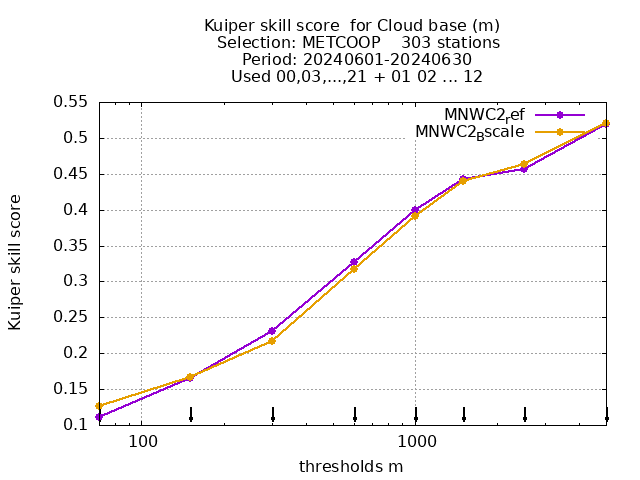 Kuiper skill score  for Cloud base (m)
Selection: METCOOP    303 stations
Period: 20240601-20240630
Used 00,03,...,21 + 01 02 ... 12
MNWC2ref
MNWC2Bscale
0.55
0.5
0.45
0.4
0.35
0.3
0.25
0.2
0.15
0.1
Kuiper skill score
100 1000
thresholds m